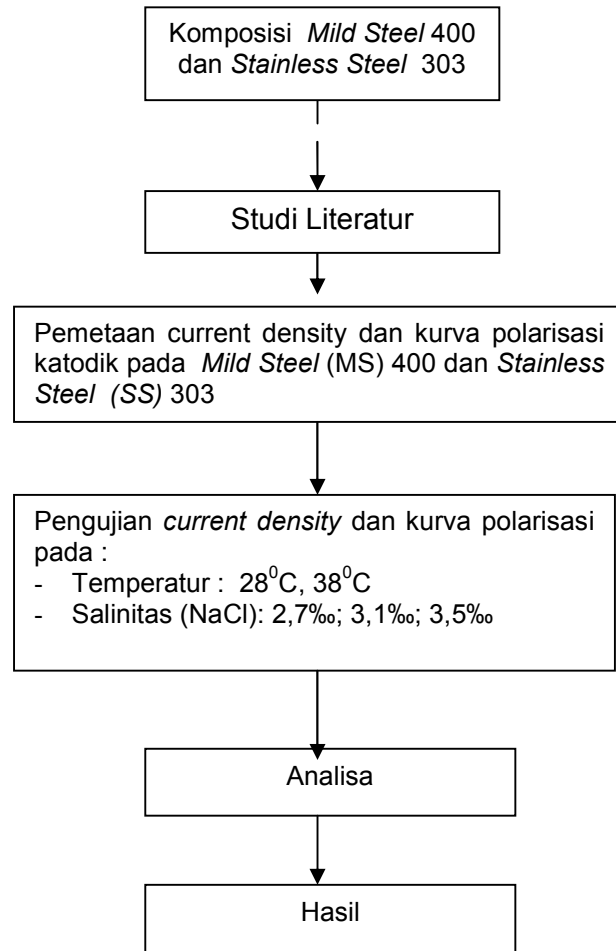 Komposisi Mild Steel 400
dan Stainless Steel 303
Studi Literatur
Pemetaan current density dan kurva polarisasi
katodik pada Mild Steel (MS) 400 dan Stainless
Steel (SS) 303
Pengujian current density dan kurva polarisasi
pada :
- Temperatur : 28⁰C, 38⁰C
- Salinitas (NaCl): 2,7‰; 3,1‰; 3,5‰
Analisa
Hasil